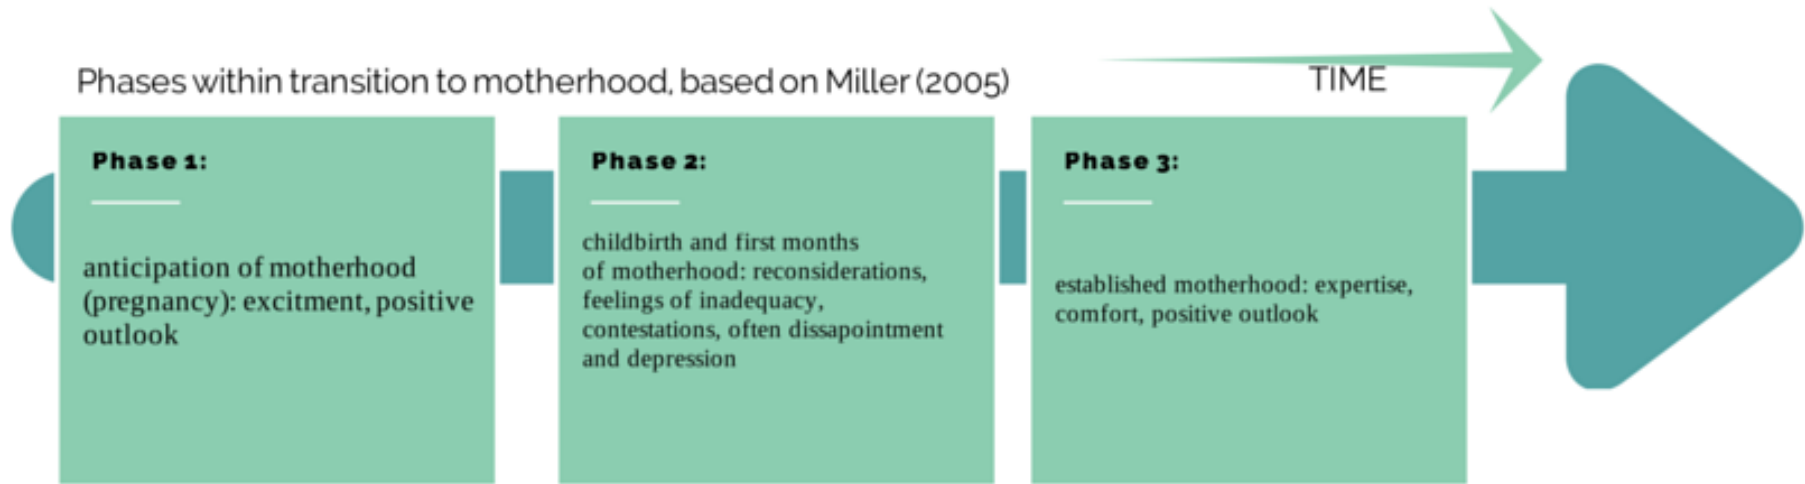 Phases within transition to motherhood, based on Miller (2005)
TIME
Phase 1:
anticipation of motherhood
(pregnancy): excitment, positive
outlook
Phase 2:
childbirth and first months
of motherhood: reconsiderations,
feelings of inadequacy,
contestations, often dissapointment
and depression
Phase 3:
established motherhood: expertise,
comfort, positive outlook